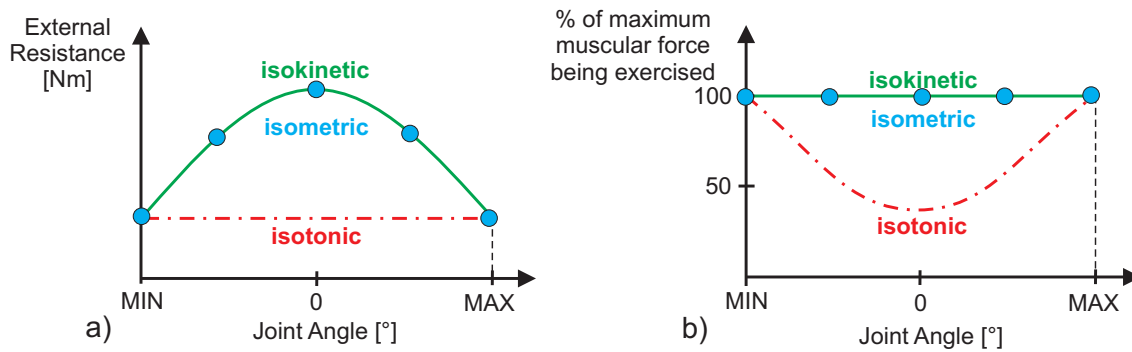 External
Resistance
[Nm]
isokinetic
isometric
isotonic
MIN
0
MAX
Joint Angle [°]
a)
% of maximum
muscular force
being exercised
100
50
isokinetic
isometric
isotonic
MIN
0
MAX
Joint Angle [°]
b)